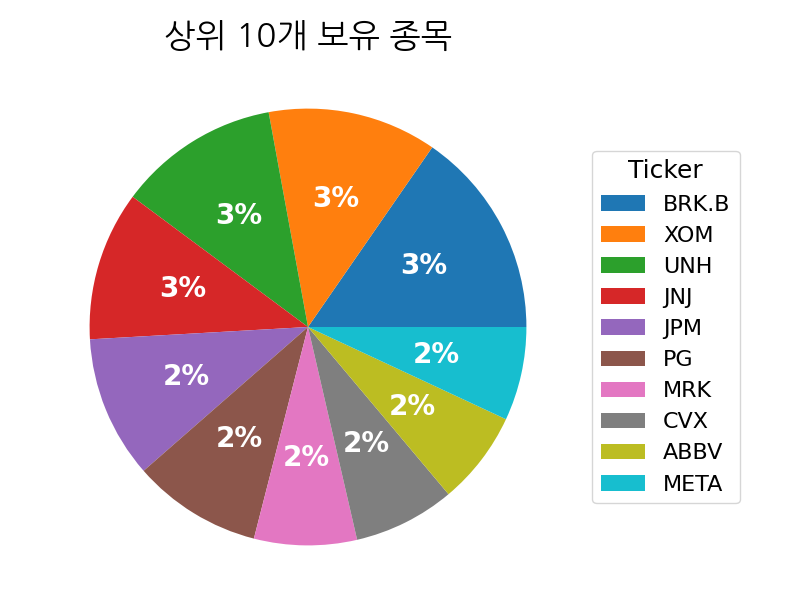 상위 10개 보유 종목
3%
3%
3%
3%
2%
2%
2%
2%
2%
2%
Ticker
BRK.B
XOM
UNH
JNJ
JPM
PG
MRK
CVX
ABBV
META